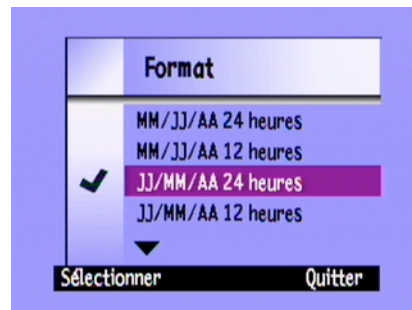 Format
MM/JJ/AA 24 heures
MM/JJ/AA 12 heures
JJ/MM/AA 24 heures
JJ/MM/AA 12 heures
Sélectionner Quitter